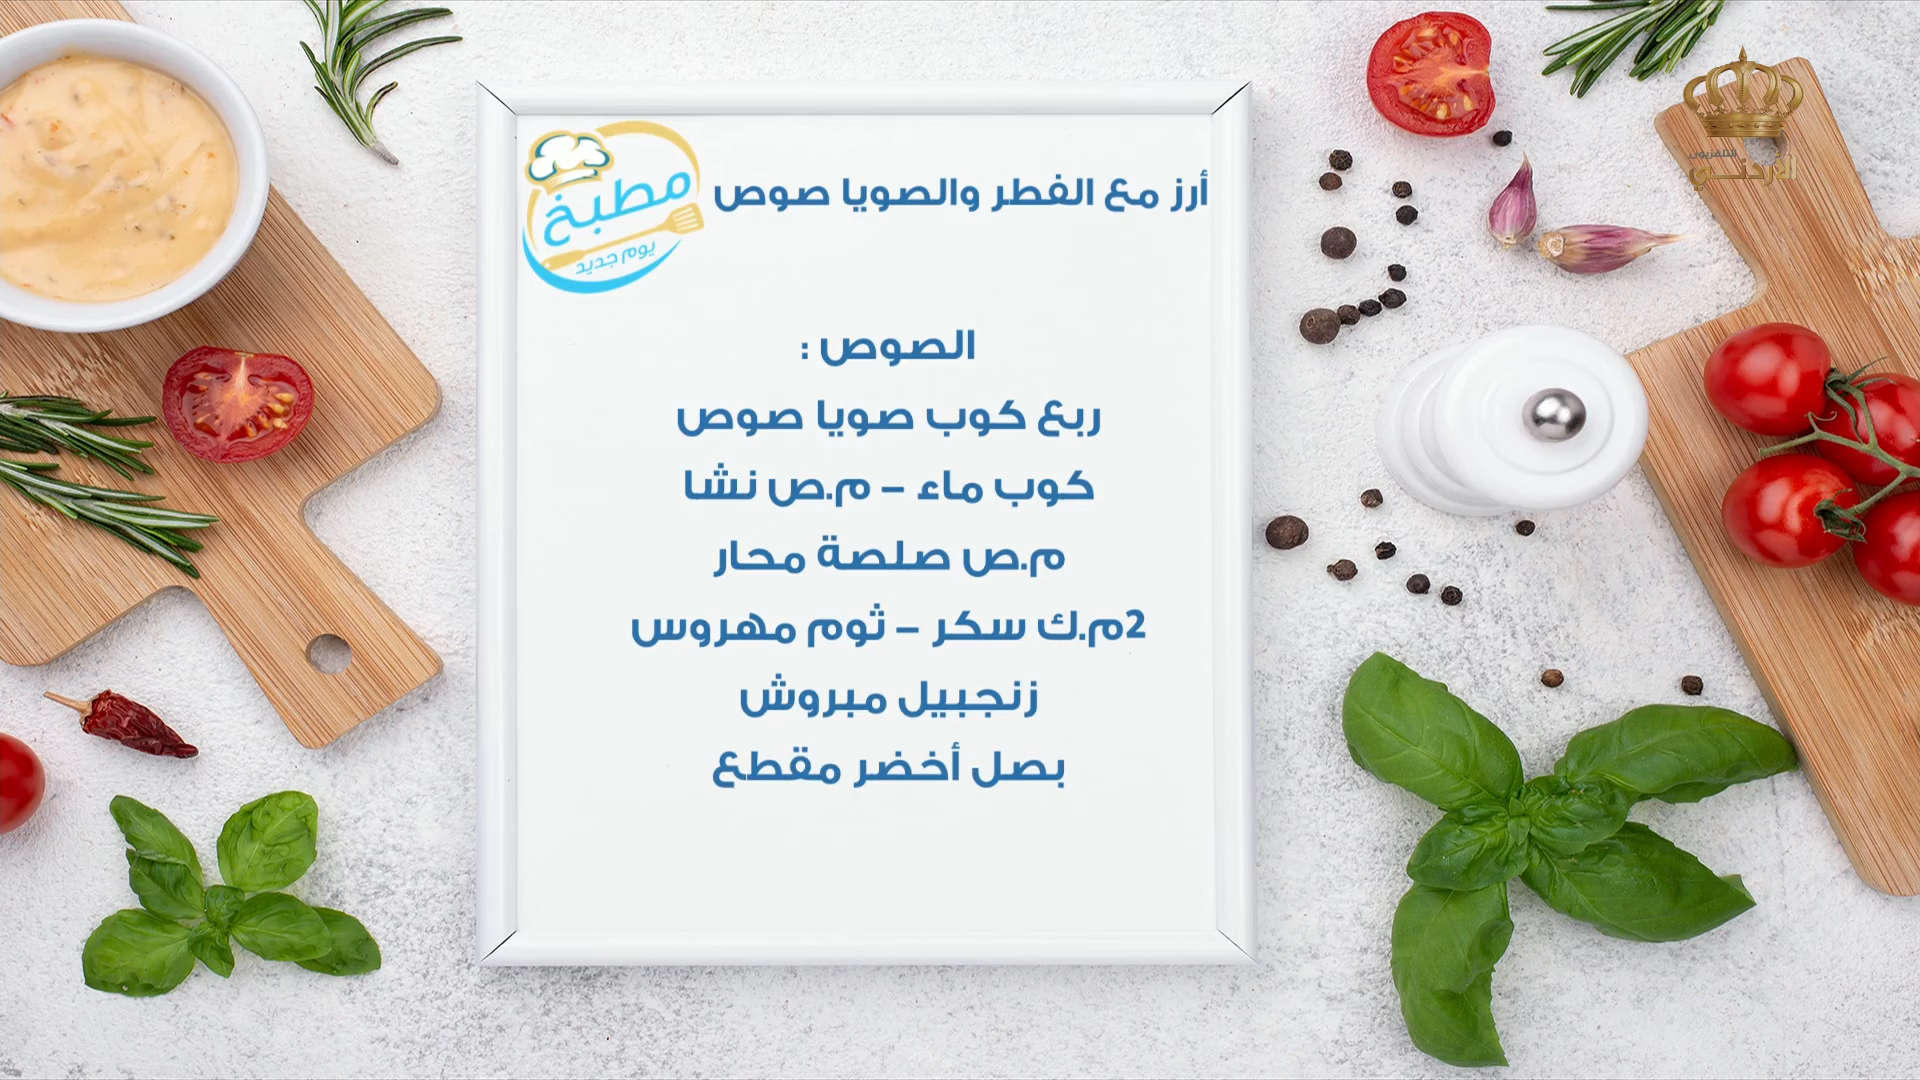 أرز مع الفطر والصويا صوص
مطبخ
يوم جديد
الصوص :
ربع كوب صويا صوص
كوب ماء – م.ص نشا
م.ص صلصة محار
2م.ك سكر – ثوم مهروس
زنجبيل مبروش
بصل أخضر مقطع
التلفزيون
الأردني